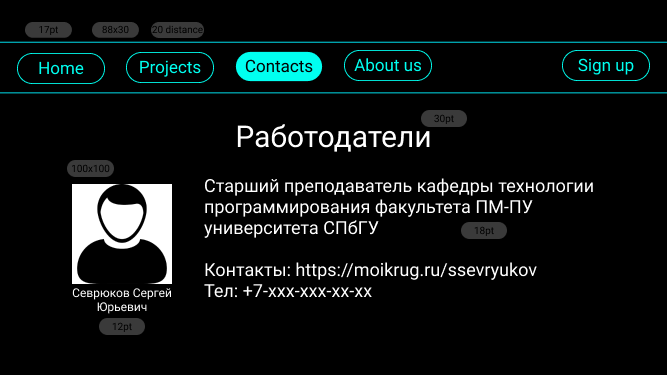 17pt 88x30 20 distance
Home Projects Contacts About us Sign up
30pt
Работодатели
100x100
Старший преподаватель кафедры технологии
программирования факультета ПМ-ПУ
университета СПбГУ
18pt
Контакты: https://moikrug.ru/ssevryukov
Тел: +7-xxx-xxx-xx-xx
Севрюков Сергей
Юрьевич
12pt